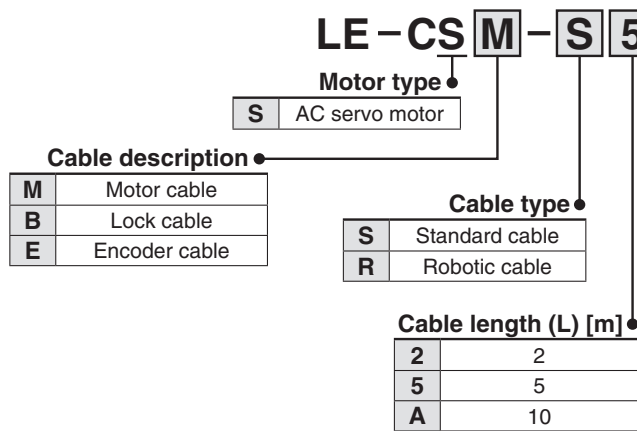 LE-CSM-S5
Motor type
S AC servo motor
Cable description
M Motor cable
B Lock cable
E Encoder cable
Cable type
S Standard cable
R Robotic cable
Cable length (L) [m]
2 2
5 5
A 10